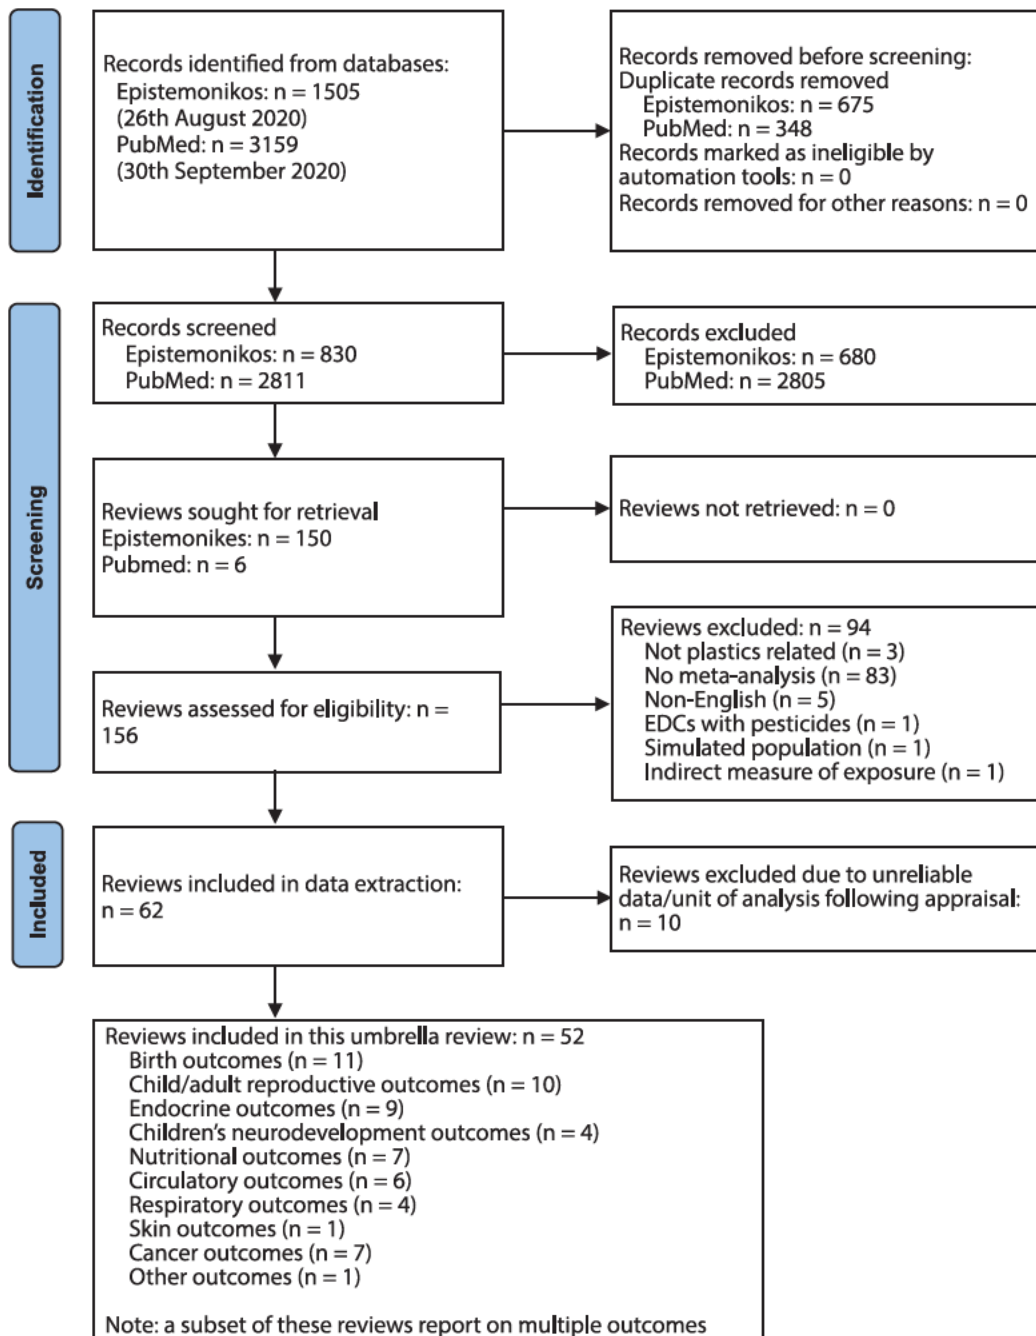 Identification
Records identified from databases:
Epistemonikos: n = 1505
(26th August 2020)
PubMed: n = 3159
(30th September 2020)
Records removed before screening:
Duplicate records removed
Epistemonikos: n = 675
PubMed: n = 348
Records marked as ineligible by
automation tools: n = 0
Records removed for other reasons: n = 0
Screening
Records screened
Epistemonikos: n = 830
PubMed: n = 2811
Records excluded
Epistemonikos: n = 680
PubMed: n = 2805
Reviews sought for retrieval
Epistemonikes: n = 150
Pubmed: n = 6
Reviews not retrieved: n = 0
Reviews assessed for eligibility: n =
156
Reviews excluded: n = 94
Not plastics related (n = 3)
No meta-analysis (n = 83)
Non-English (n = 5)
EDCs with pesticides (n = 1)
Simulated population (n = 1)
Indirect measure of exposure (n = 1)
Included
Reviews included in data extraction:
n = 62
Reviews excluded due to unreliable
data/unit of analysis following appraisal:
n = 10
Reviews included in this umbrella review: n = 52
Birth outcomes (n = 11)
Child/adult reproductive outcomes (n = 10)
Endocrine outcomes (n = 9)
Children's neurodevelopment outcomes (n = 4)
Nutritional outcomes (n = 7)
Circulatory outcomes (n = 6)
Respiratory outcomes (n = 4)
Skin outcomes (n = 1)
Cancer outcomes (n = 7)
Other outcomes (n = 1)
Note: a subset of these reviews report on multiple outcomes